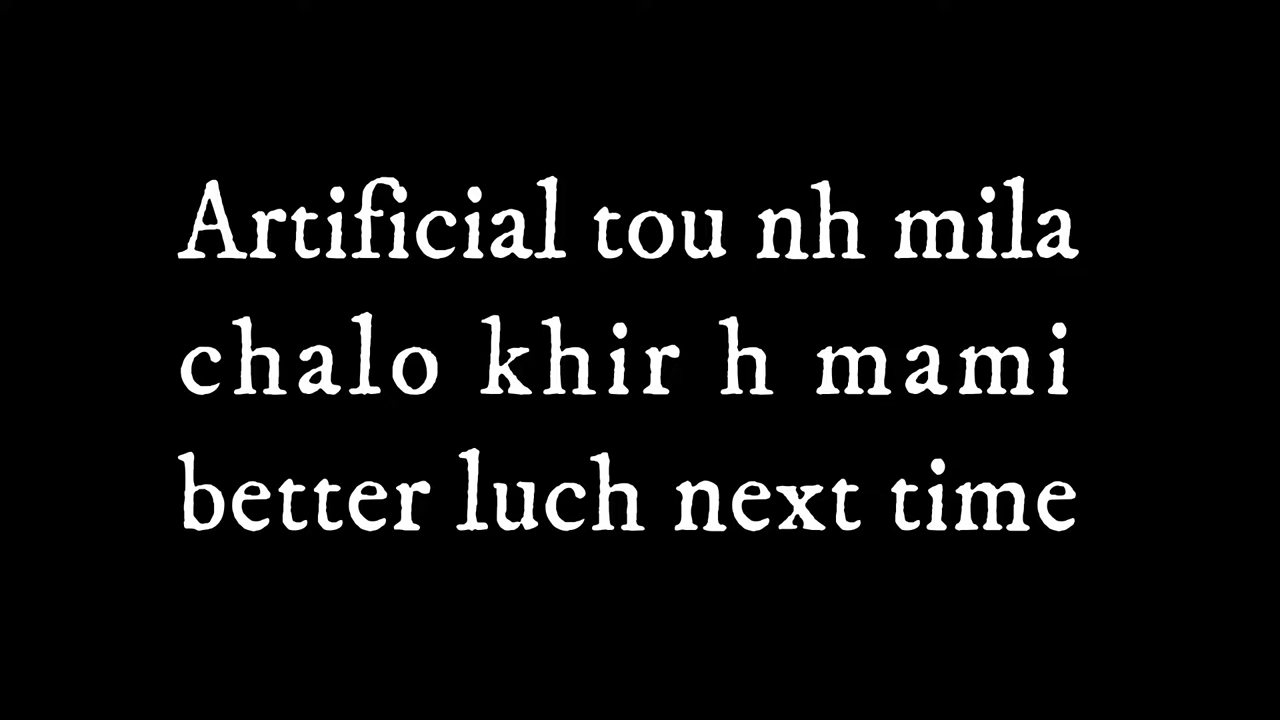 Artificial tou nh mila
chalo khir h mami
better luch next time